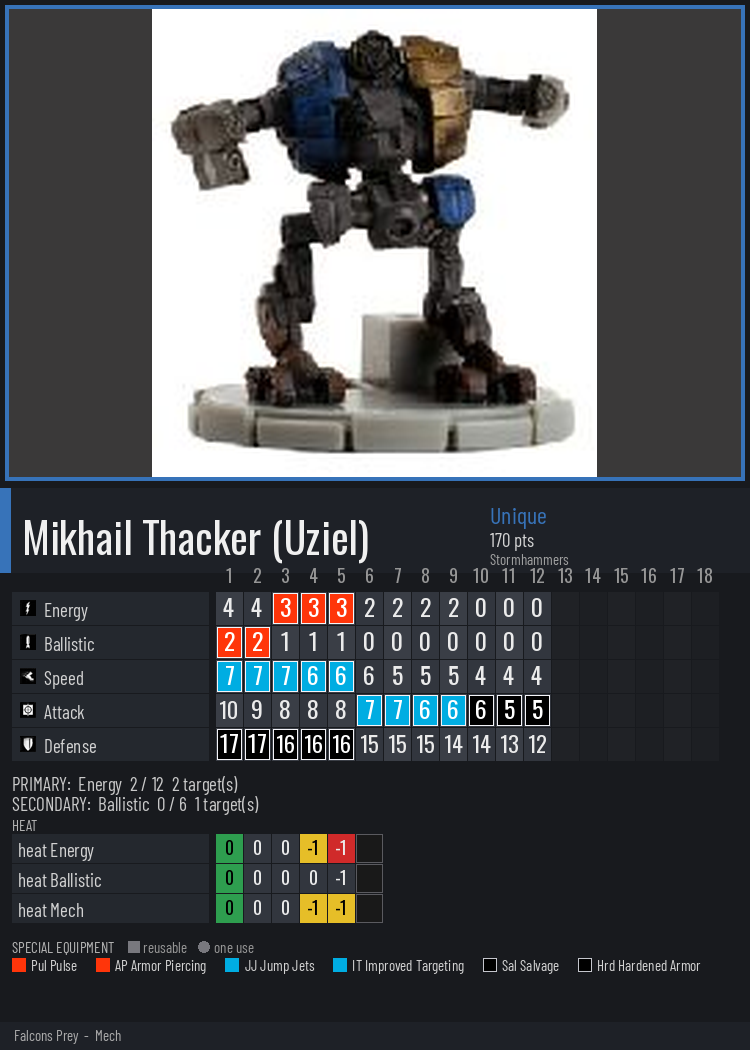 Mikhail Thacker (Uziel)
Unique
170 pts
Stormhammers
1 2 3 4 5 6 7 8 9 10 11 12 13 14 15 16 17 18
Energy 4 4 3 3 3 2 2 2 2 0 0 0
Ballistic 2 2 1 1 1 0 0 0 0 0 0 0
Speed 7 7 7 6 6 6 5 5 5 4 4 4
Attack 10 9 8 8 8 7 7 6 6 6 5 5
Defense 17 17 16 16 16 15 15 15 14 14 13 12
PRIMARY: Energy 2 / 12 2 target(s)
SECONDARY: Ballistic 0 / 6 1 target(s)
HEAT
heat Energy 0 0 0 -1 -1
heat Ballistic 0 0 0 0 -1
heat Mech 0 0 0 -1 -1
SPECIAL EQUIPMENT reusable one use
Pul Pulse AP Armor Piercing JJ Jump Jets IT Improved Targeting Sal Salvage Hrd Hardened Armor
Falcons Prey - Mech